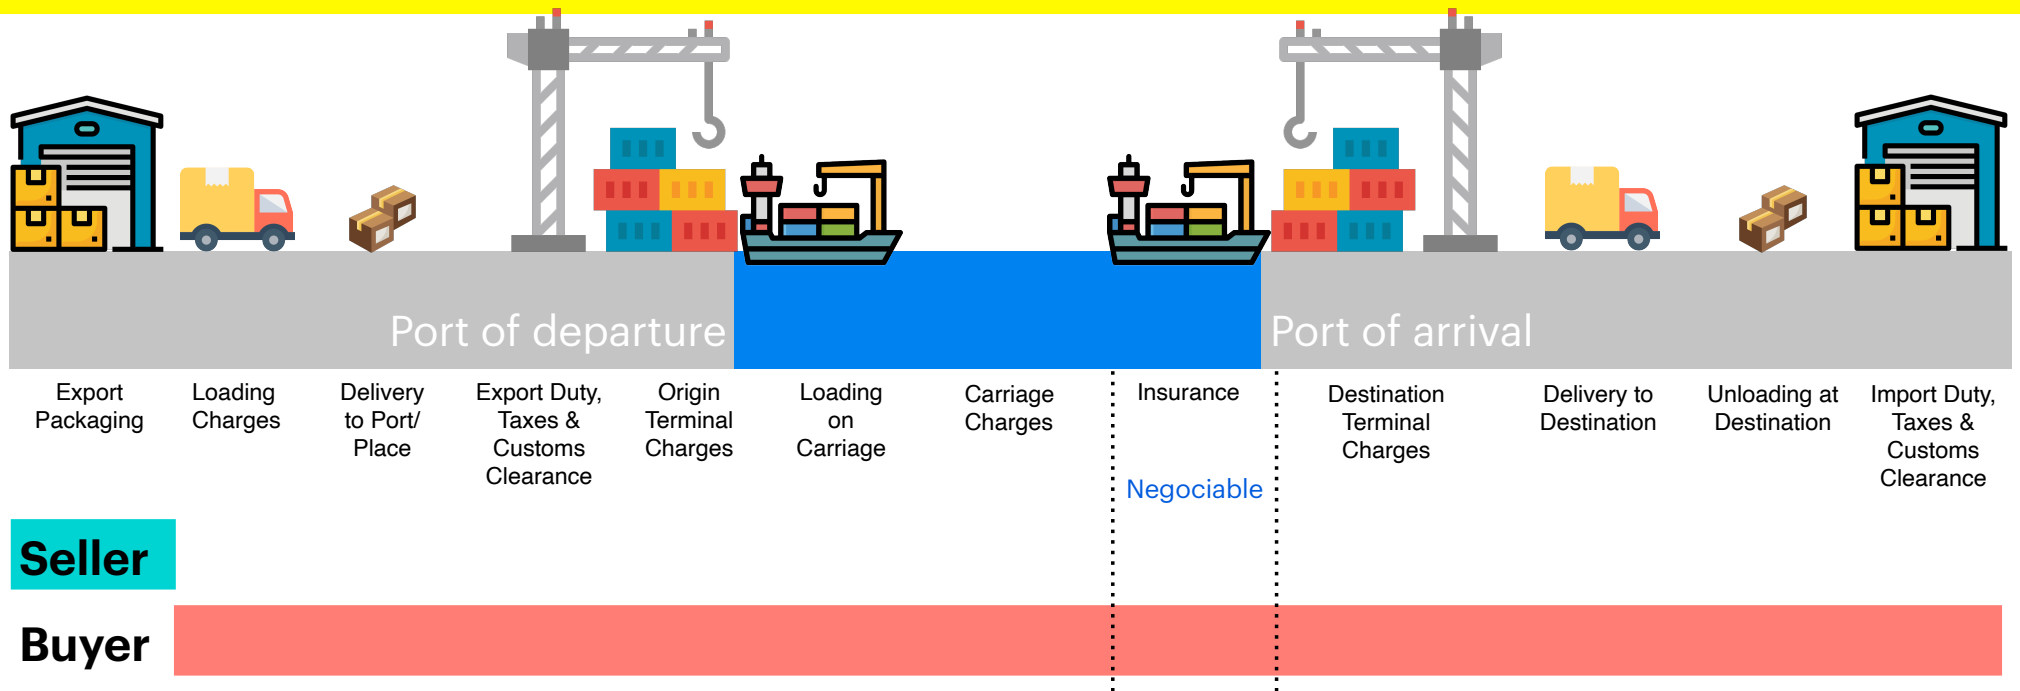 Port of departure
Port of arrival
Export
Packaging
Loading
Charges
Delivery
to Port/
Place
Export Duty,
Taxes &
Customs
Clearance
Origin
Terminal
Charges
Loading
on
Carriage
Carriage
Charges
Insurance
Negociable
Destination
Terminal
Charges
Delivery to
Destination
Unloading at
Destination
Import Duty,
Taxes &
Customs
Clearance
Seller
Buyer